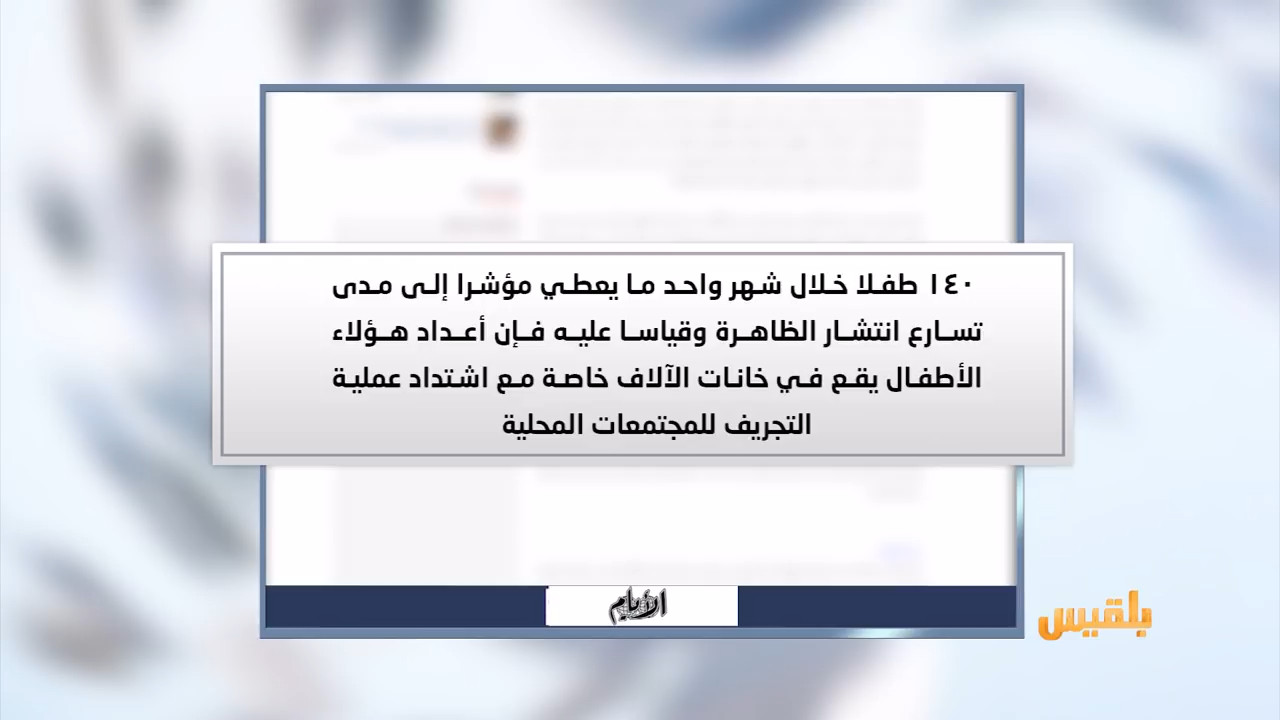 ١٤٠ طفلا خلال شهر واحد ما يعطي مؤشرا إلى مدى
تسارع انتشار الظاهرة وقياسا عليه فإن أعداد هؤلاء
الأطفال يقع في خانات الآلاف خاصة مع اشتداد عملية
التجريف للمجتمعات المحلية
الأيام
بلقيس